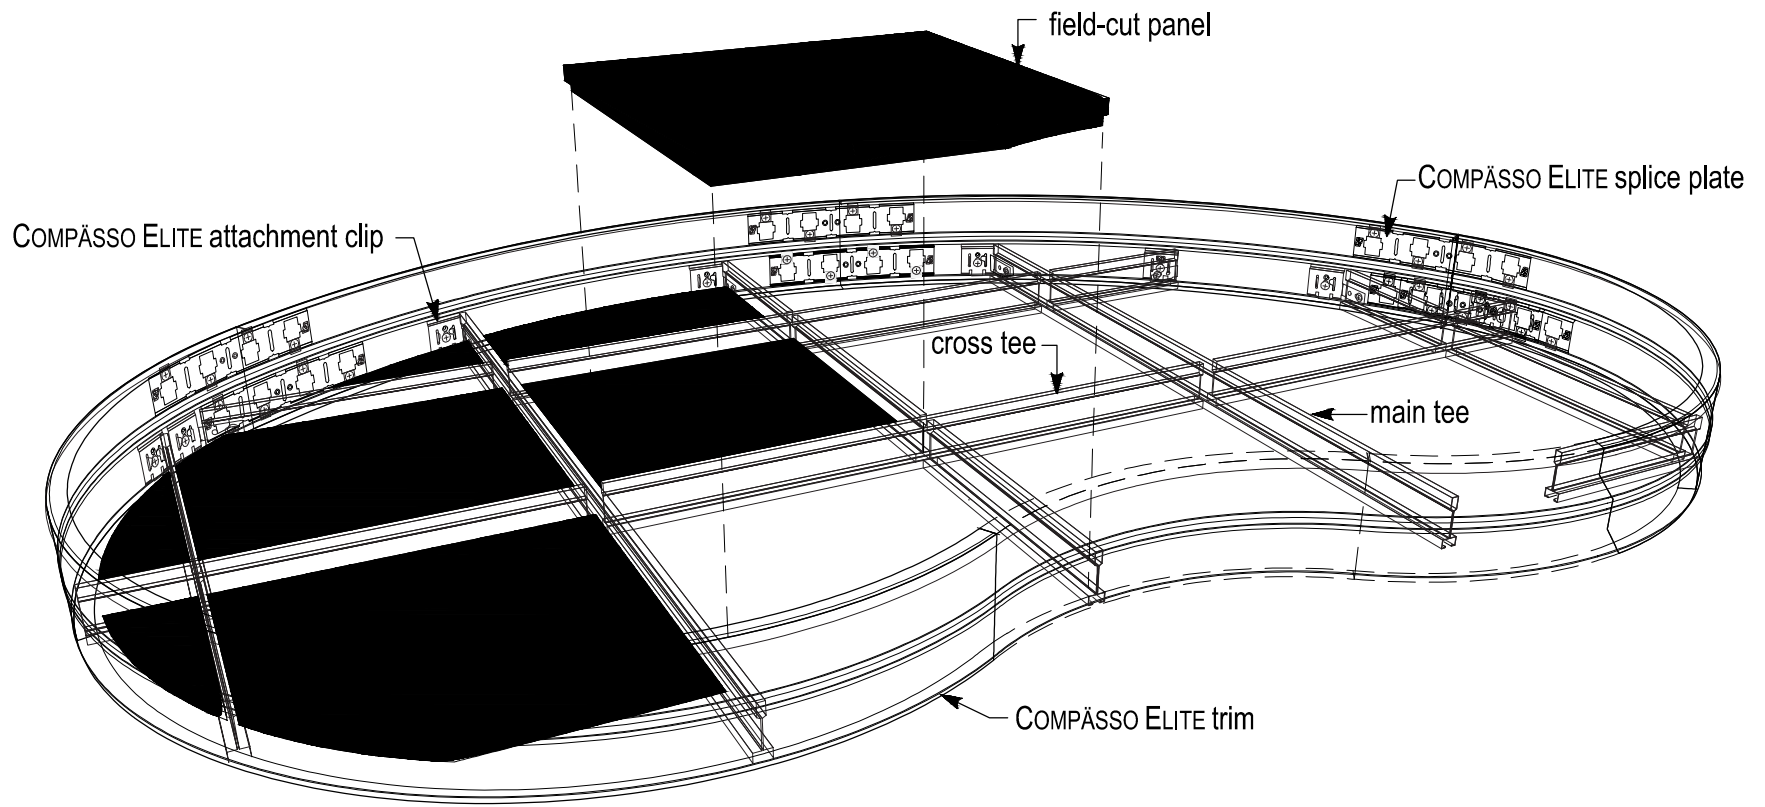 field-cut panel
COMPÄSSO ELITE splice plate
COMPÄSSO ELITE attachment clip
cross tee
main tee
COMPÄSSO ELITE trim